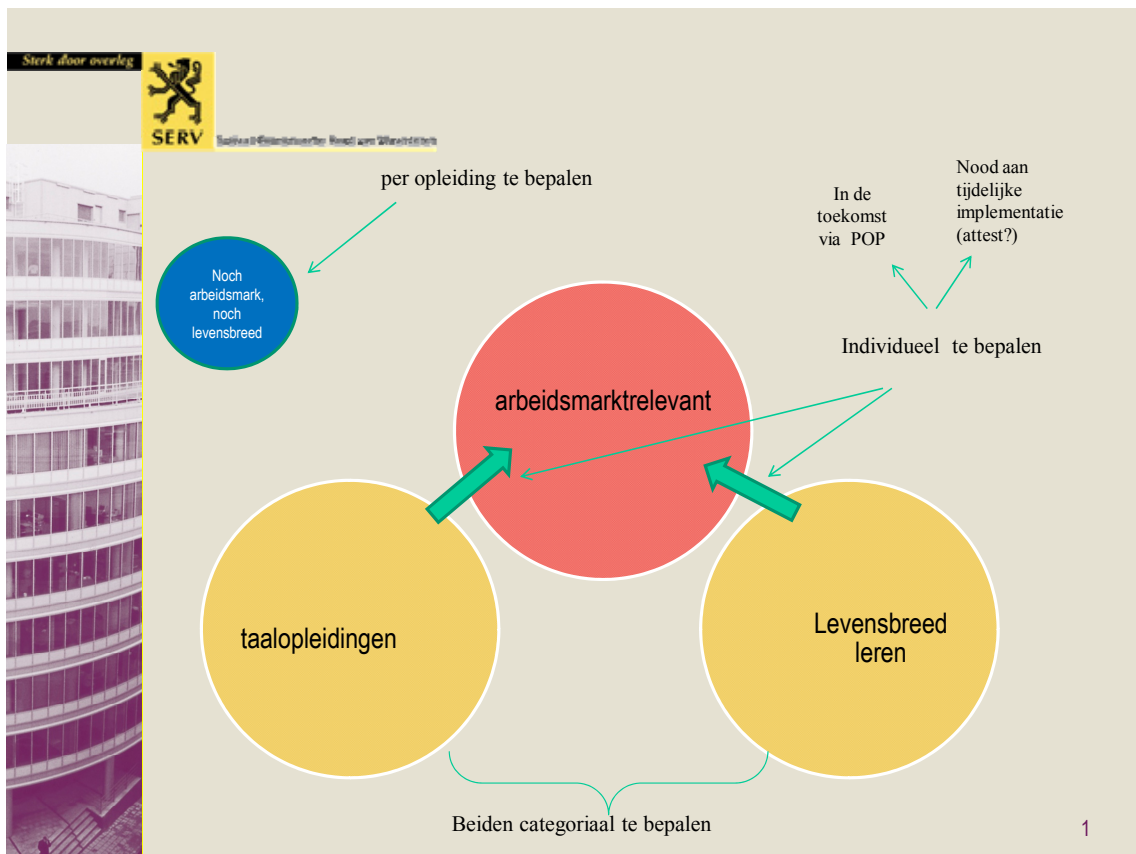 Sterk door overleg
SERV
per opleiding te bepalen
In de
toekomst
via POP
Nood aan
tijdelijke
implementatie
(attest?)
Noch
arbeidsmark,
noch
levensbreed
Individueel te bepalen
arbeidsmarktrelevant
taalopleidingen
Levensbreed
leren
Beiden categoriaal te bepalen
1